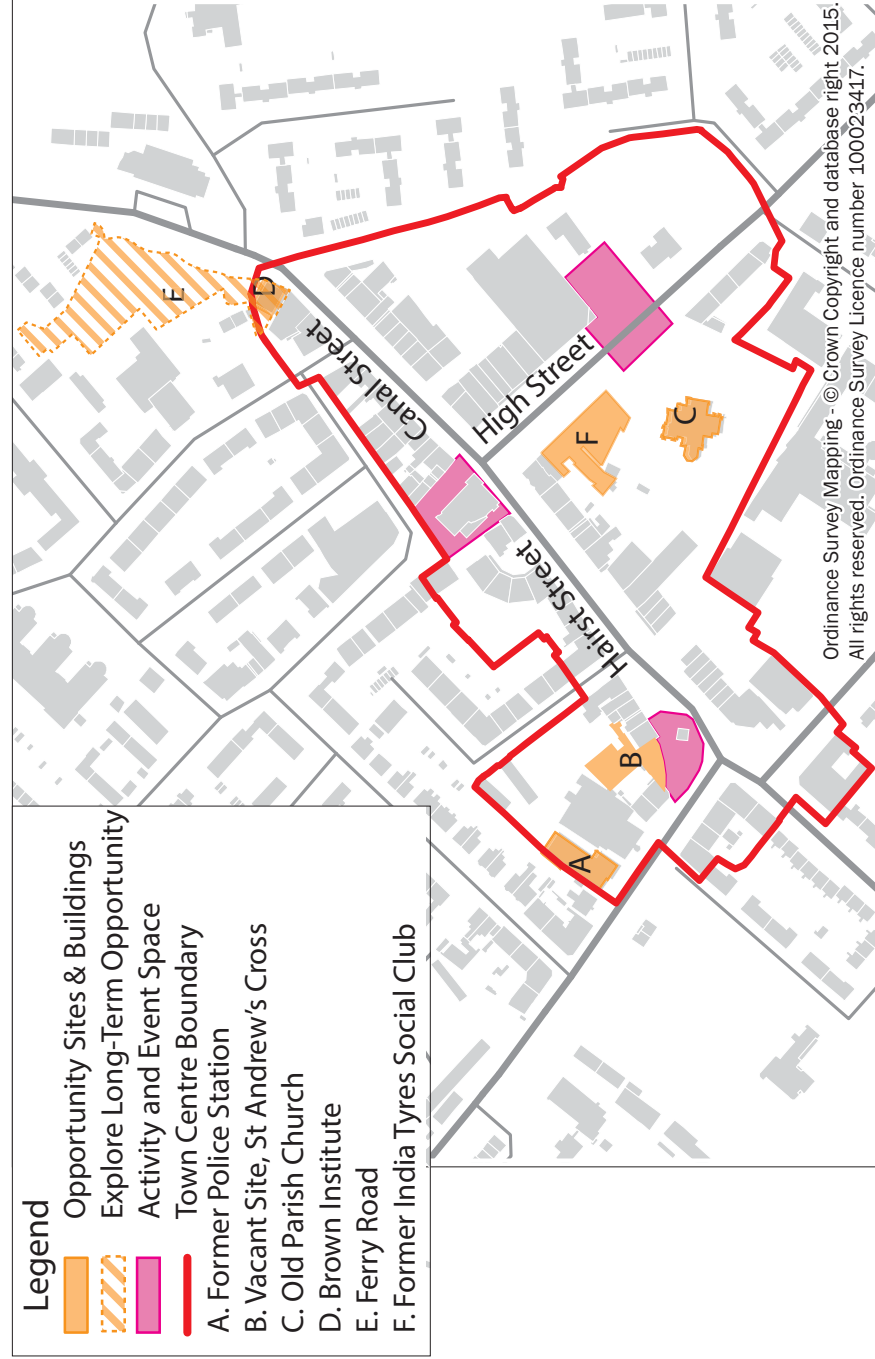 Legend
Opportunity Sites & Buildings
Explore Long-Term Opportunity
Activity and Event Space
Town Centre Boundary
A. Former Police Station
B. Vacant Site, St Andrew's Cross
C. Old Parish Church
D. Brown Institute
E. Ferry Road
F. Former India Tyres Social Club
E
D
Canal Street
High Street
Hairst Street
F
C
B
A
Ordinance Survey Mapping - © Crown Copyright and database right 2015.
All rights reserved. Ordinance Survey Licence number 100023417.